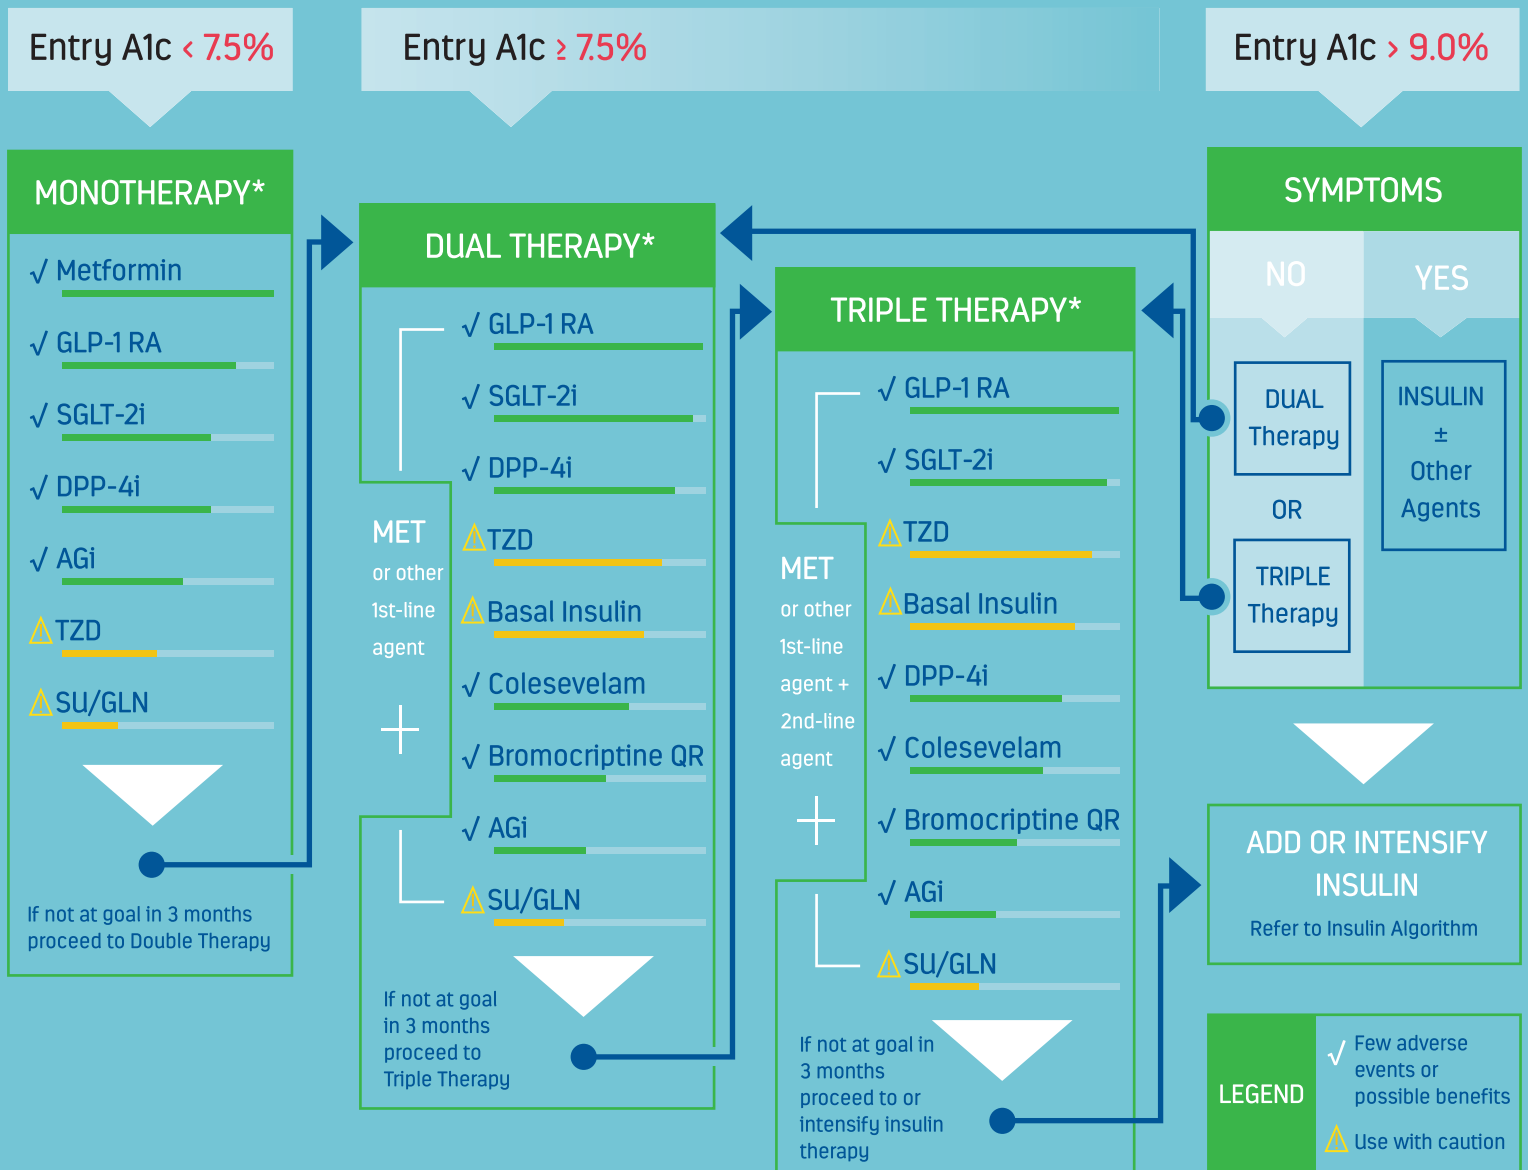 Entry A1c < 7.5%
Entry A1c ≥ 7.5%
Entry A1c > 9.0%
MONOTHERAPY*
√ Metformin
√ GLP-1 RA
√ SGLT-2i
√ DPP-4i
√ AGi
⚠ TZD
⚠ SU/GLN
If not at goal in 3 months
proceed to Double Therapy
DUAL THERAPY*
√ GLP-1 RA
√ SGLT-2i
√ DPP-4i
⚠ TZD
⚠ Basal Insulin
√ Colesevelam
√ Bromocriptine QR
√ AGi
⚠ SU/GLN
MET
or other
1st-line
agent
+
If not at goal
in 3 months
proceed to
Triple Therapy
TRIPLE THERAPY*
√ GLP-1 RA
√ SGLT-2i
⚠ TZD
⚠ Basal Insulin
√ DPP-4i
√ Colesevelam
√ Bromocriptine QR
√ AGi
⚠ SU/GLN
MET
or other
1st-line
agent +
2nd-line
agent
+
If not at goal in
3 months
proceed to or
intensify insulin
therapy
SYMPTOMS
NO
YES
DUAL
Therapy
OR
TRIPLE
Therapy
INSULIN
±
Other
Agents
ADD OR INTENSIFY
INSULIN
Refer to Insulin Algorithm
LEGEND
√ Few adverse
events or
possible benefits
⚠ Use with caution